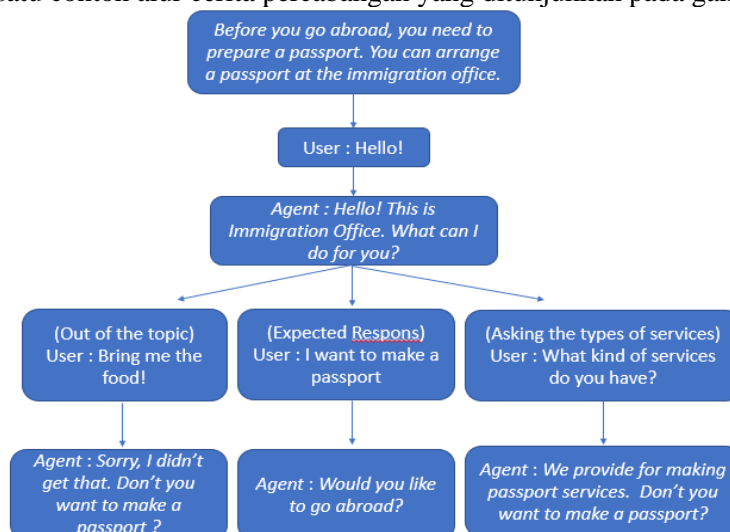 Before you go abroad, you need to
prepare a passport. You can arrange
a passport at the immigration office.
User : Hello!
Agent : Hello! This is
Immigration Office. What can I
do for you?
(Out of the topic)
User : Bring me the
food!
(Expected Respons)
User : I want to make a
passport
(Asking the types of services)
User : What kind of services
do you have?
Agent : Sorry, I didn't
get that. Don't you
want to make a
passport ?
Agent : Would you like
to go abroad?
Agent : We provide for making
passport services.  Don't you
want to make a passport?